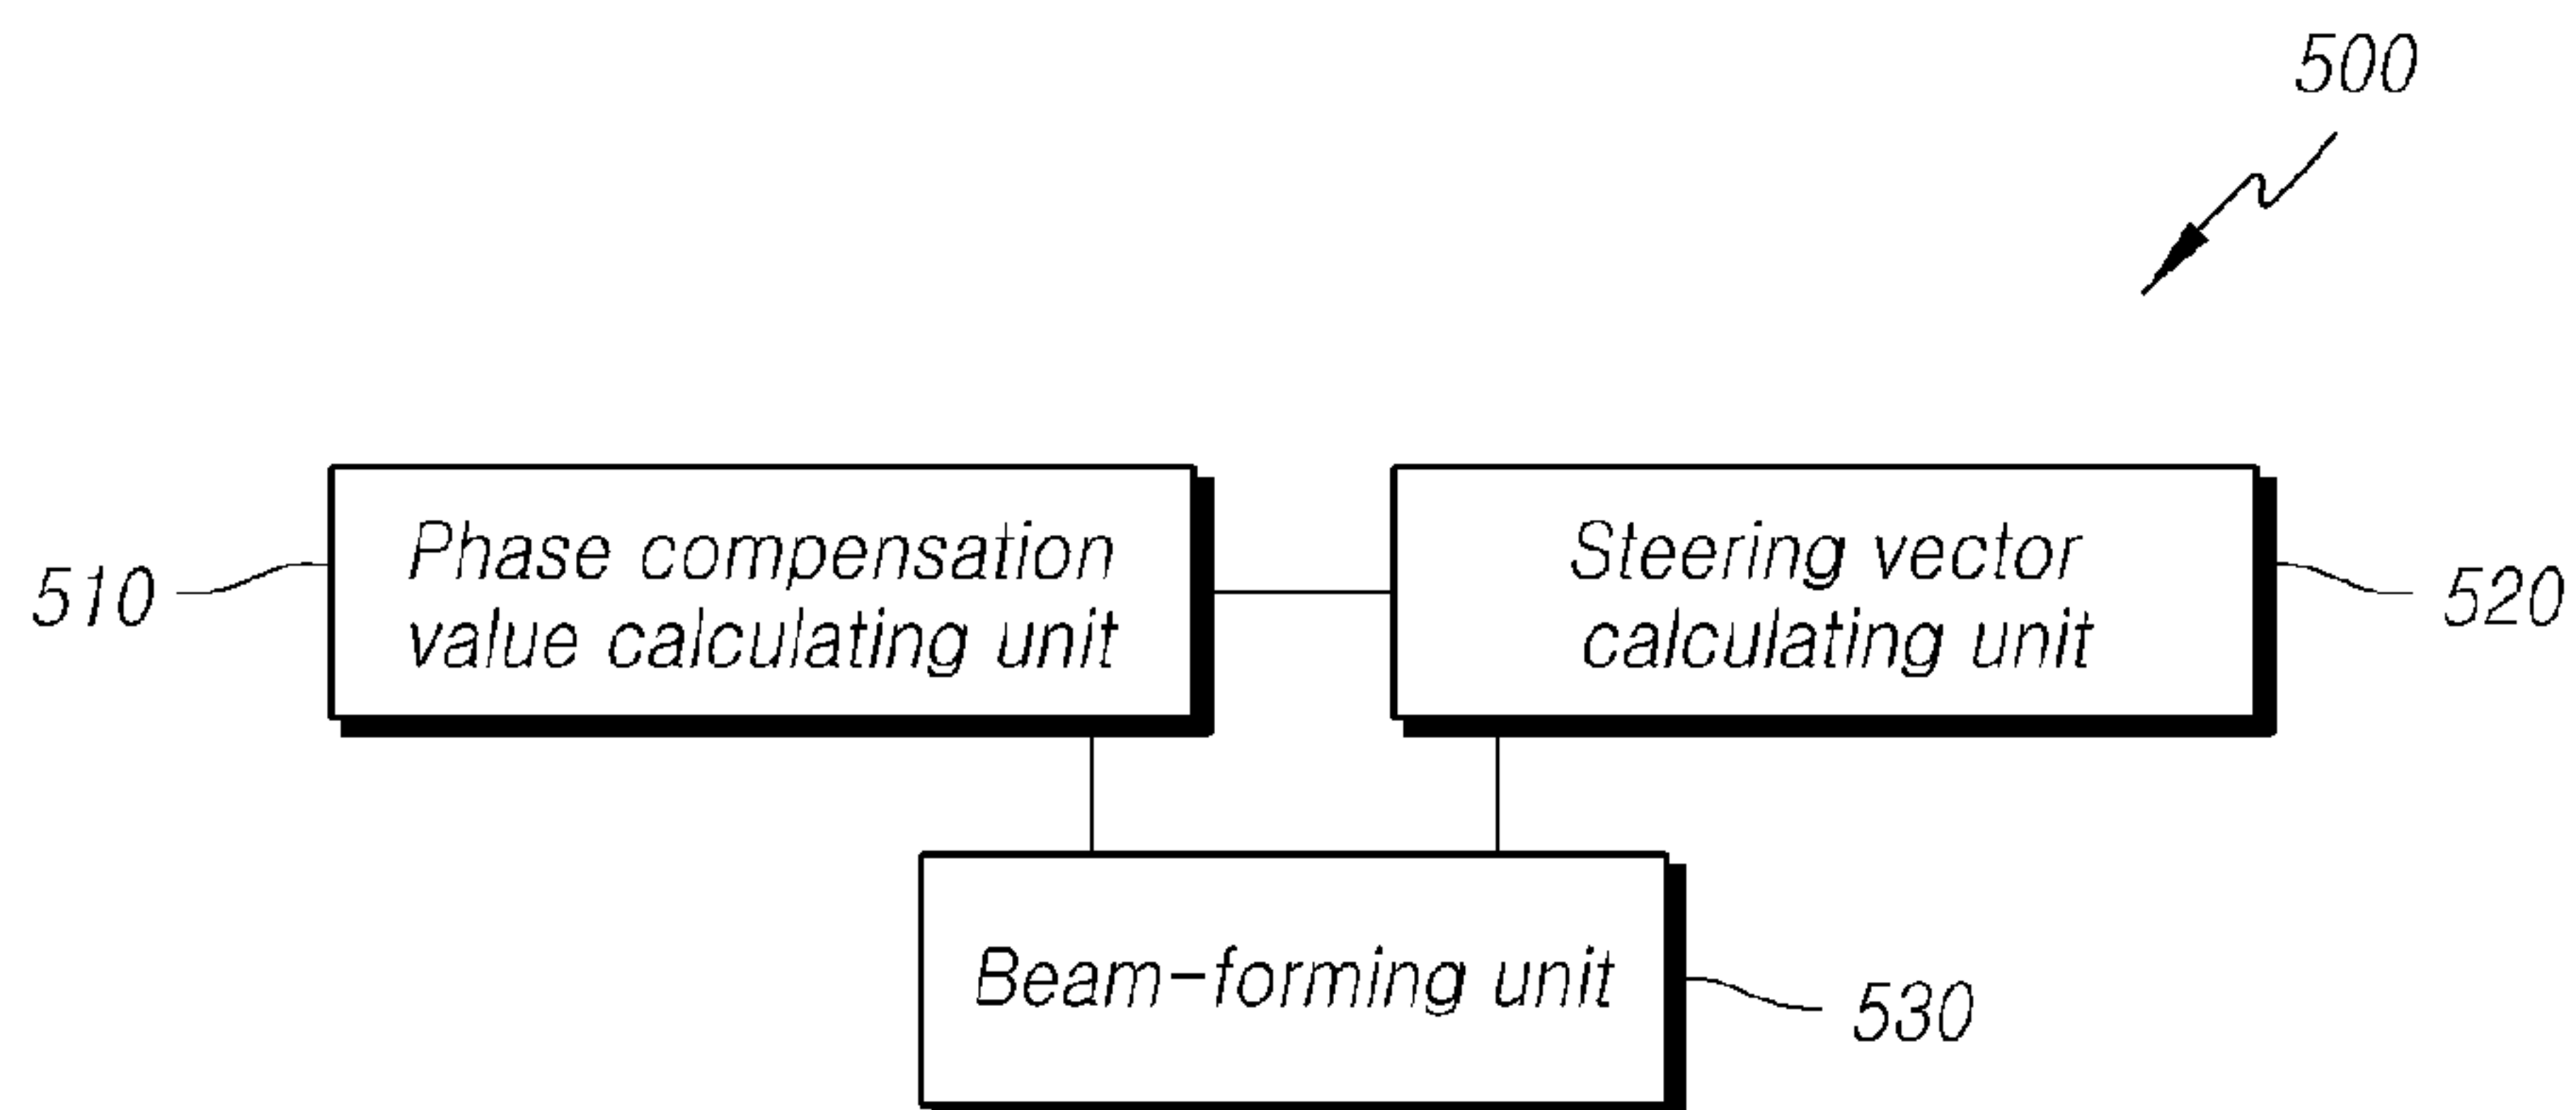 500
510
Phase compensation
value calculating unit
Steering vector
calculating unit
520
Beam-forming unit
530